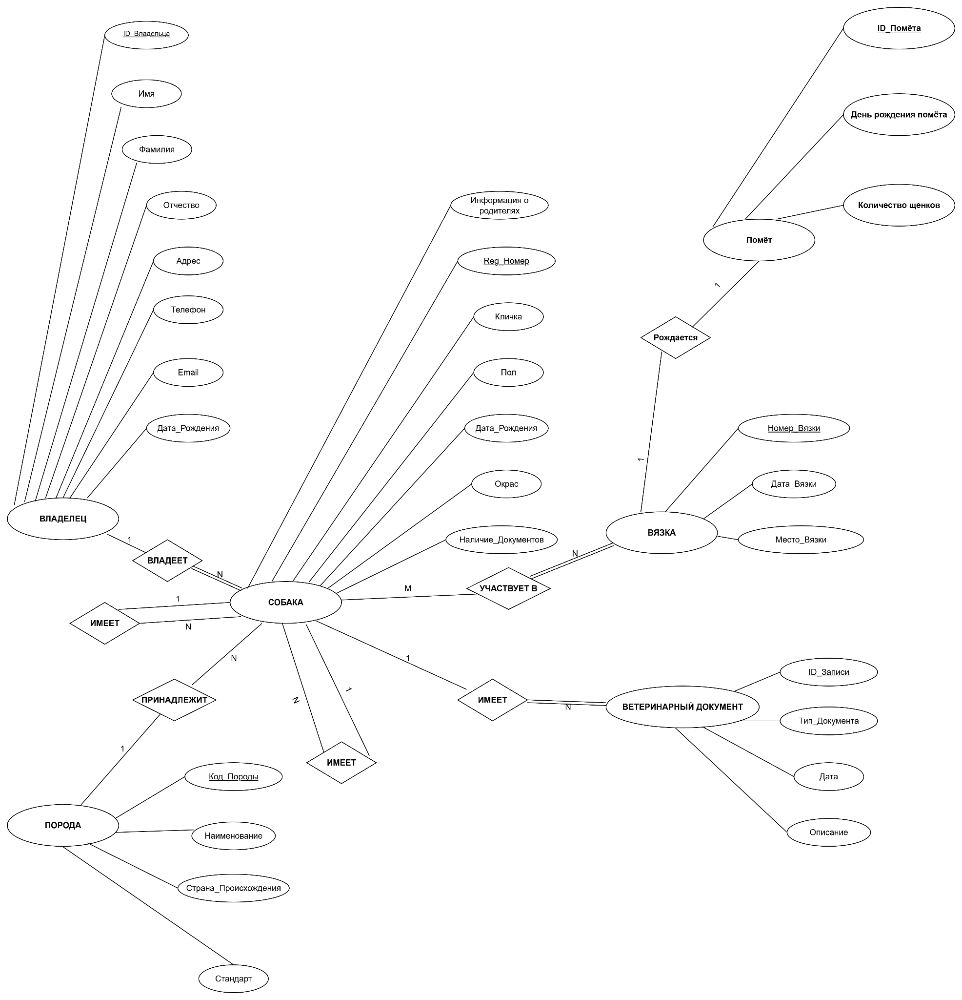 ID_Владельца
Имя
Фамилия
Отчество
Адрес
Телефон
Email
Дата_Рождения
ВЛАДЕЛЕЦ
1
ВЛАДЕЕТ
N
Информация о
родителях
Reg_Номер
Кличка
Пол
Дата_Рождения
Окрас
Наличие_Документов
СОБАКА
1
ИМЕЕТ
N
M
УЧАСТВУЕТ В
N
ID_Помёта
День рождения помёта
Количество щенков
Помёт
1
Рождается
1
Номер_Вязки
Дата_Вязки
Место_Вязки
ВЯЗКА
N
ПРИНАДЛЕЖИТ
1
N
1
ИМЕЕТ
1
ИМЕЕТ
N
ВЕТЕРИНАРНЫЙ ДОКУМЕНТ
ID_Записи
Тип_Документа
Дата
Описание
ПОРОДА
Код_Породы
Наименование
Страна_Происхождения
Стандарт